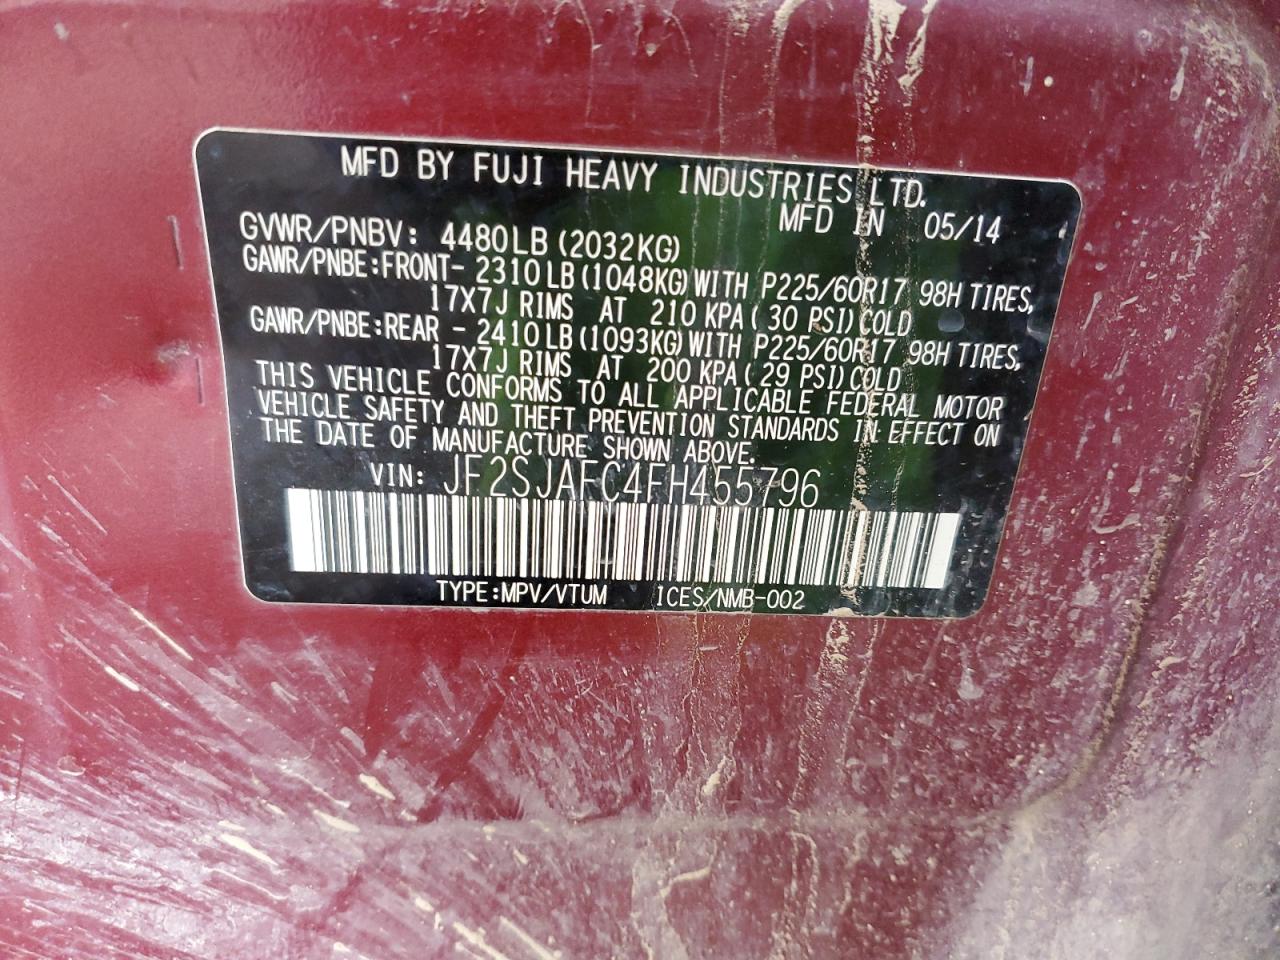 MFD BY FUJI HEAVY INDUSTRIES LTD.
MFD IN 05/14
GVWR/PNBV: 4480LB(2032KG)
GAWR/PNBE:FRONT- 2310LB(1048KG)WITH P225/60R17 98H TIRES,
17X7J RIMS AT 210 KPA( 30 PSI)COLD
GAWR/PNBE:REAR - 2410LB(1093KG)WITH P225/60R17 98H TIRES,
17X7J RIMS AT 200 KPA( 29 PSI)COLD
THIS VEHICLE CONFORMS TO ALL APPLICABLE FEDERAL MOTOR
VEHICLE SAFETY AND THEFT PREVENTION STANDARDS IN EFFECT ON
THE DATE OF MANUFACTURE SHOWN ABOVE.
VIN: JF2SJAFC4FH455796
TYPE:MPV/VTUM ICES/NMB-002